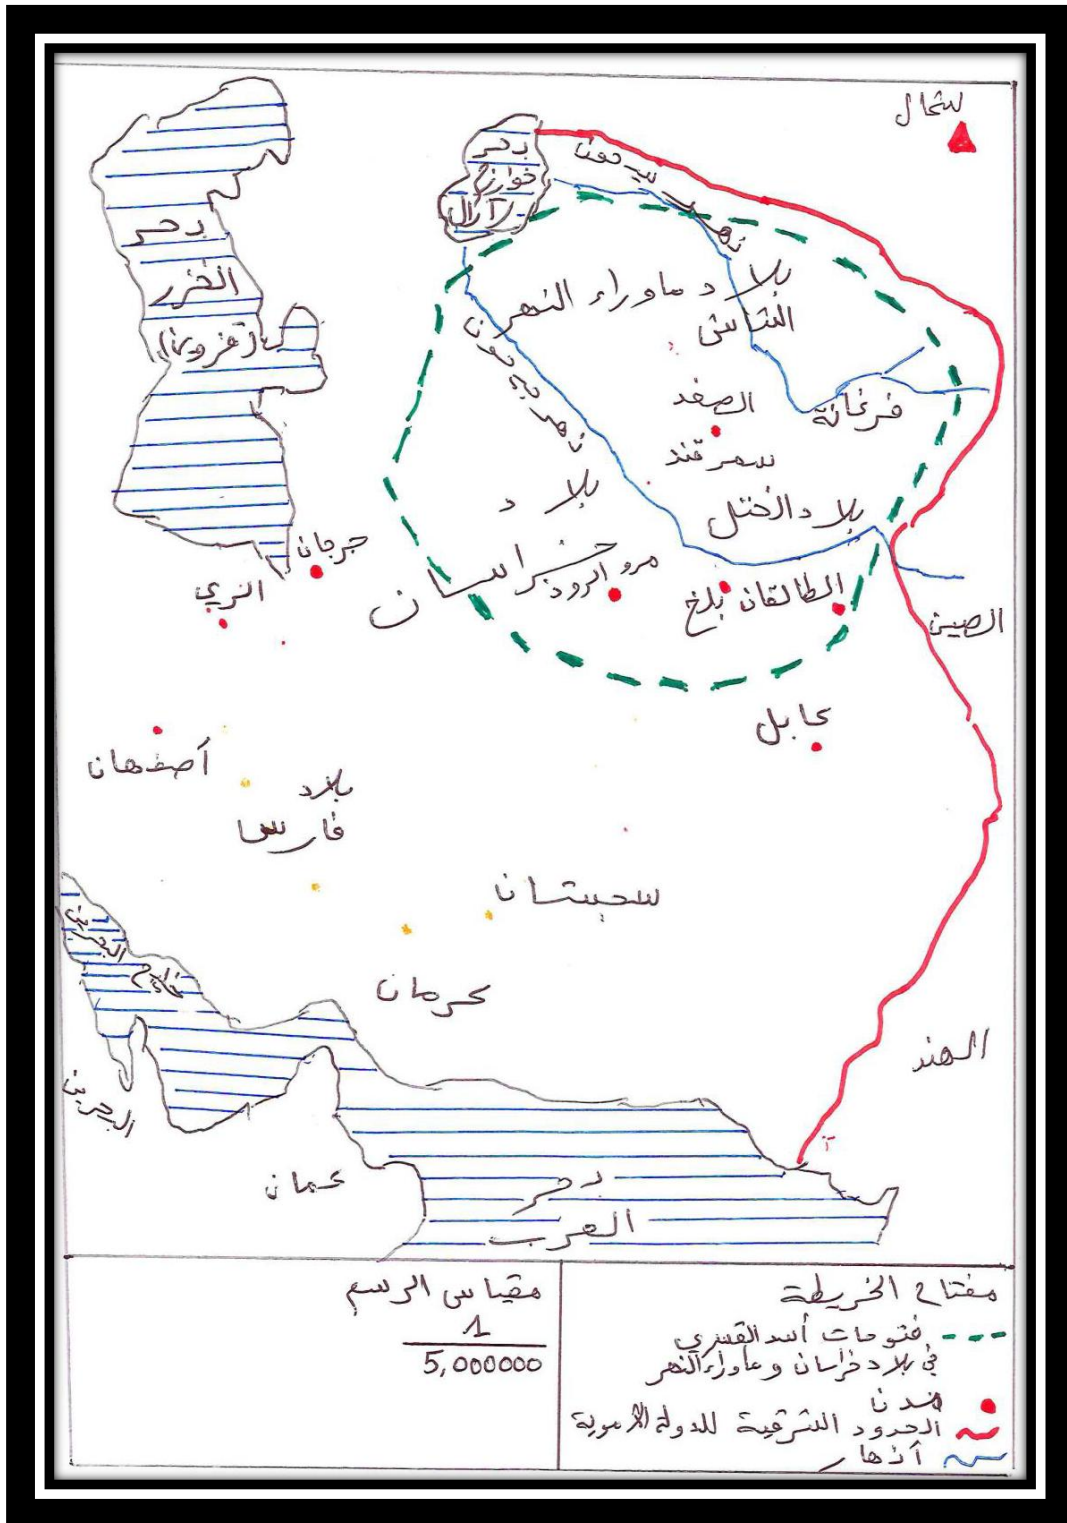 الشمال
بحر
خوارزم
آرال
نهر سيحون
بحر
الخزر
(قزوين)
بلاد ماوراء النهر
الشاش
نهر جيحون
الصغد
فرغانة
سمرقند
بلاد الختل
بلاد
خراسان
جرجان
الري
مرو الرود
بلخ
الطالقان
الصين
كابل
أصفهان
بلاد
فارس
سجستان
كرمان
خليج البحرين
البحرين
عمان
الهند
بحر
العرب
مفتاح الخريطة
فتوحات أسد القسري
في بلاد خراسان وماوراء النهر
مدن
الحدود الشرقية للدولة الأموية
أنهار
مقياس الرسم
1
5,000000